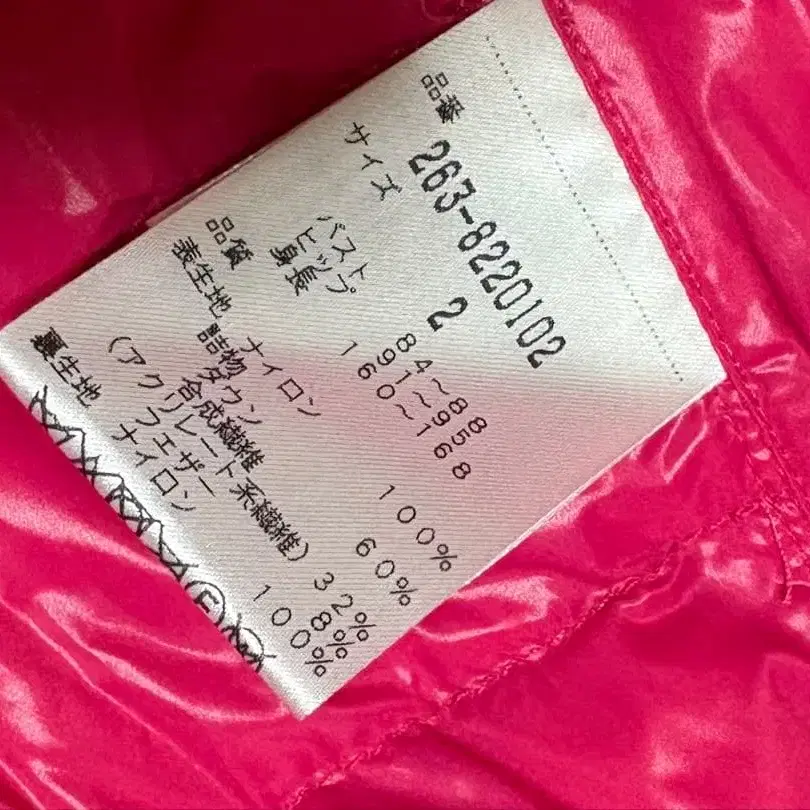 品番 263-8220102
サイズ 2
バスト 84~88
ヒップ 91~95
身長 160~168
品質
表生地 ナイロン 100%
詰物 ダウン 60%
合成繊維
(アクリレート系繊維) 32%
フェザー 8%
裏生地 ナイロン 100%